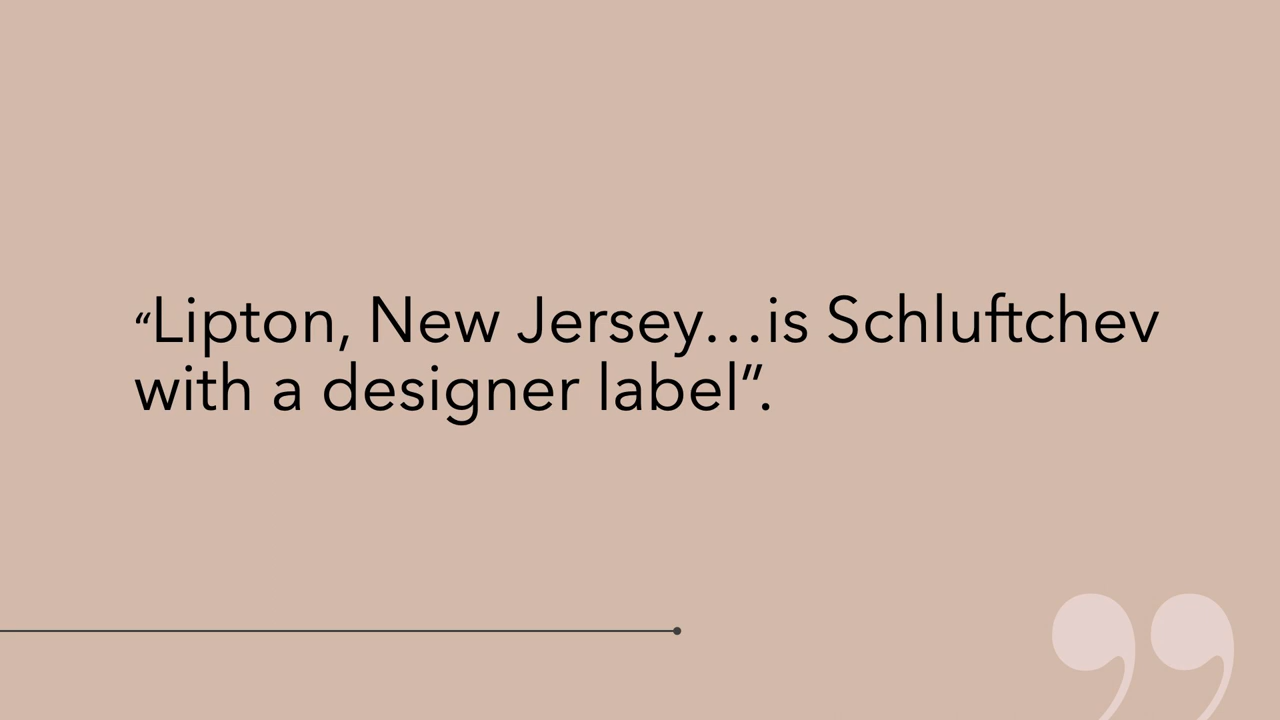 “Lipton, New Jersey…is Schluftchev
with a designer label”.